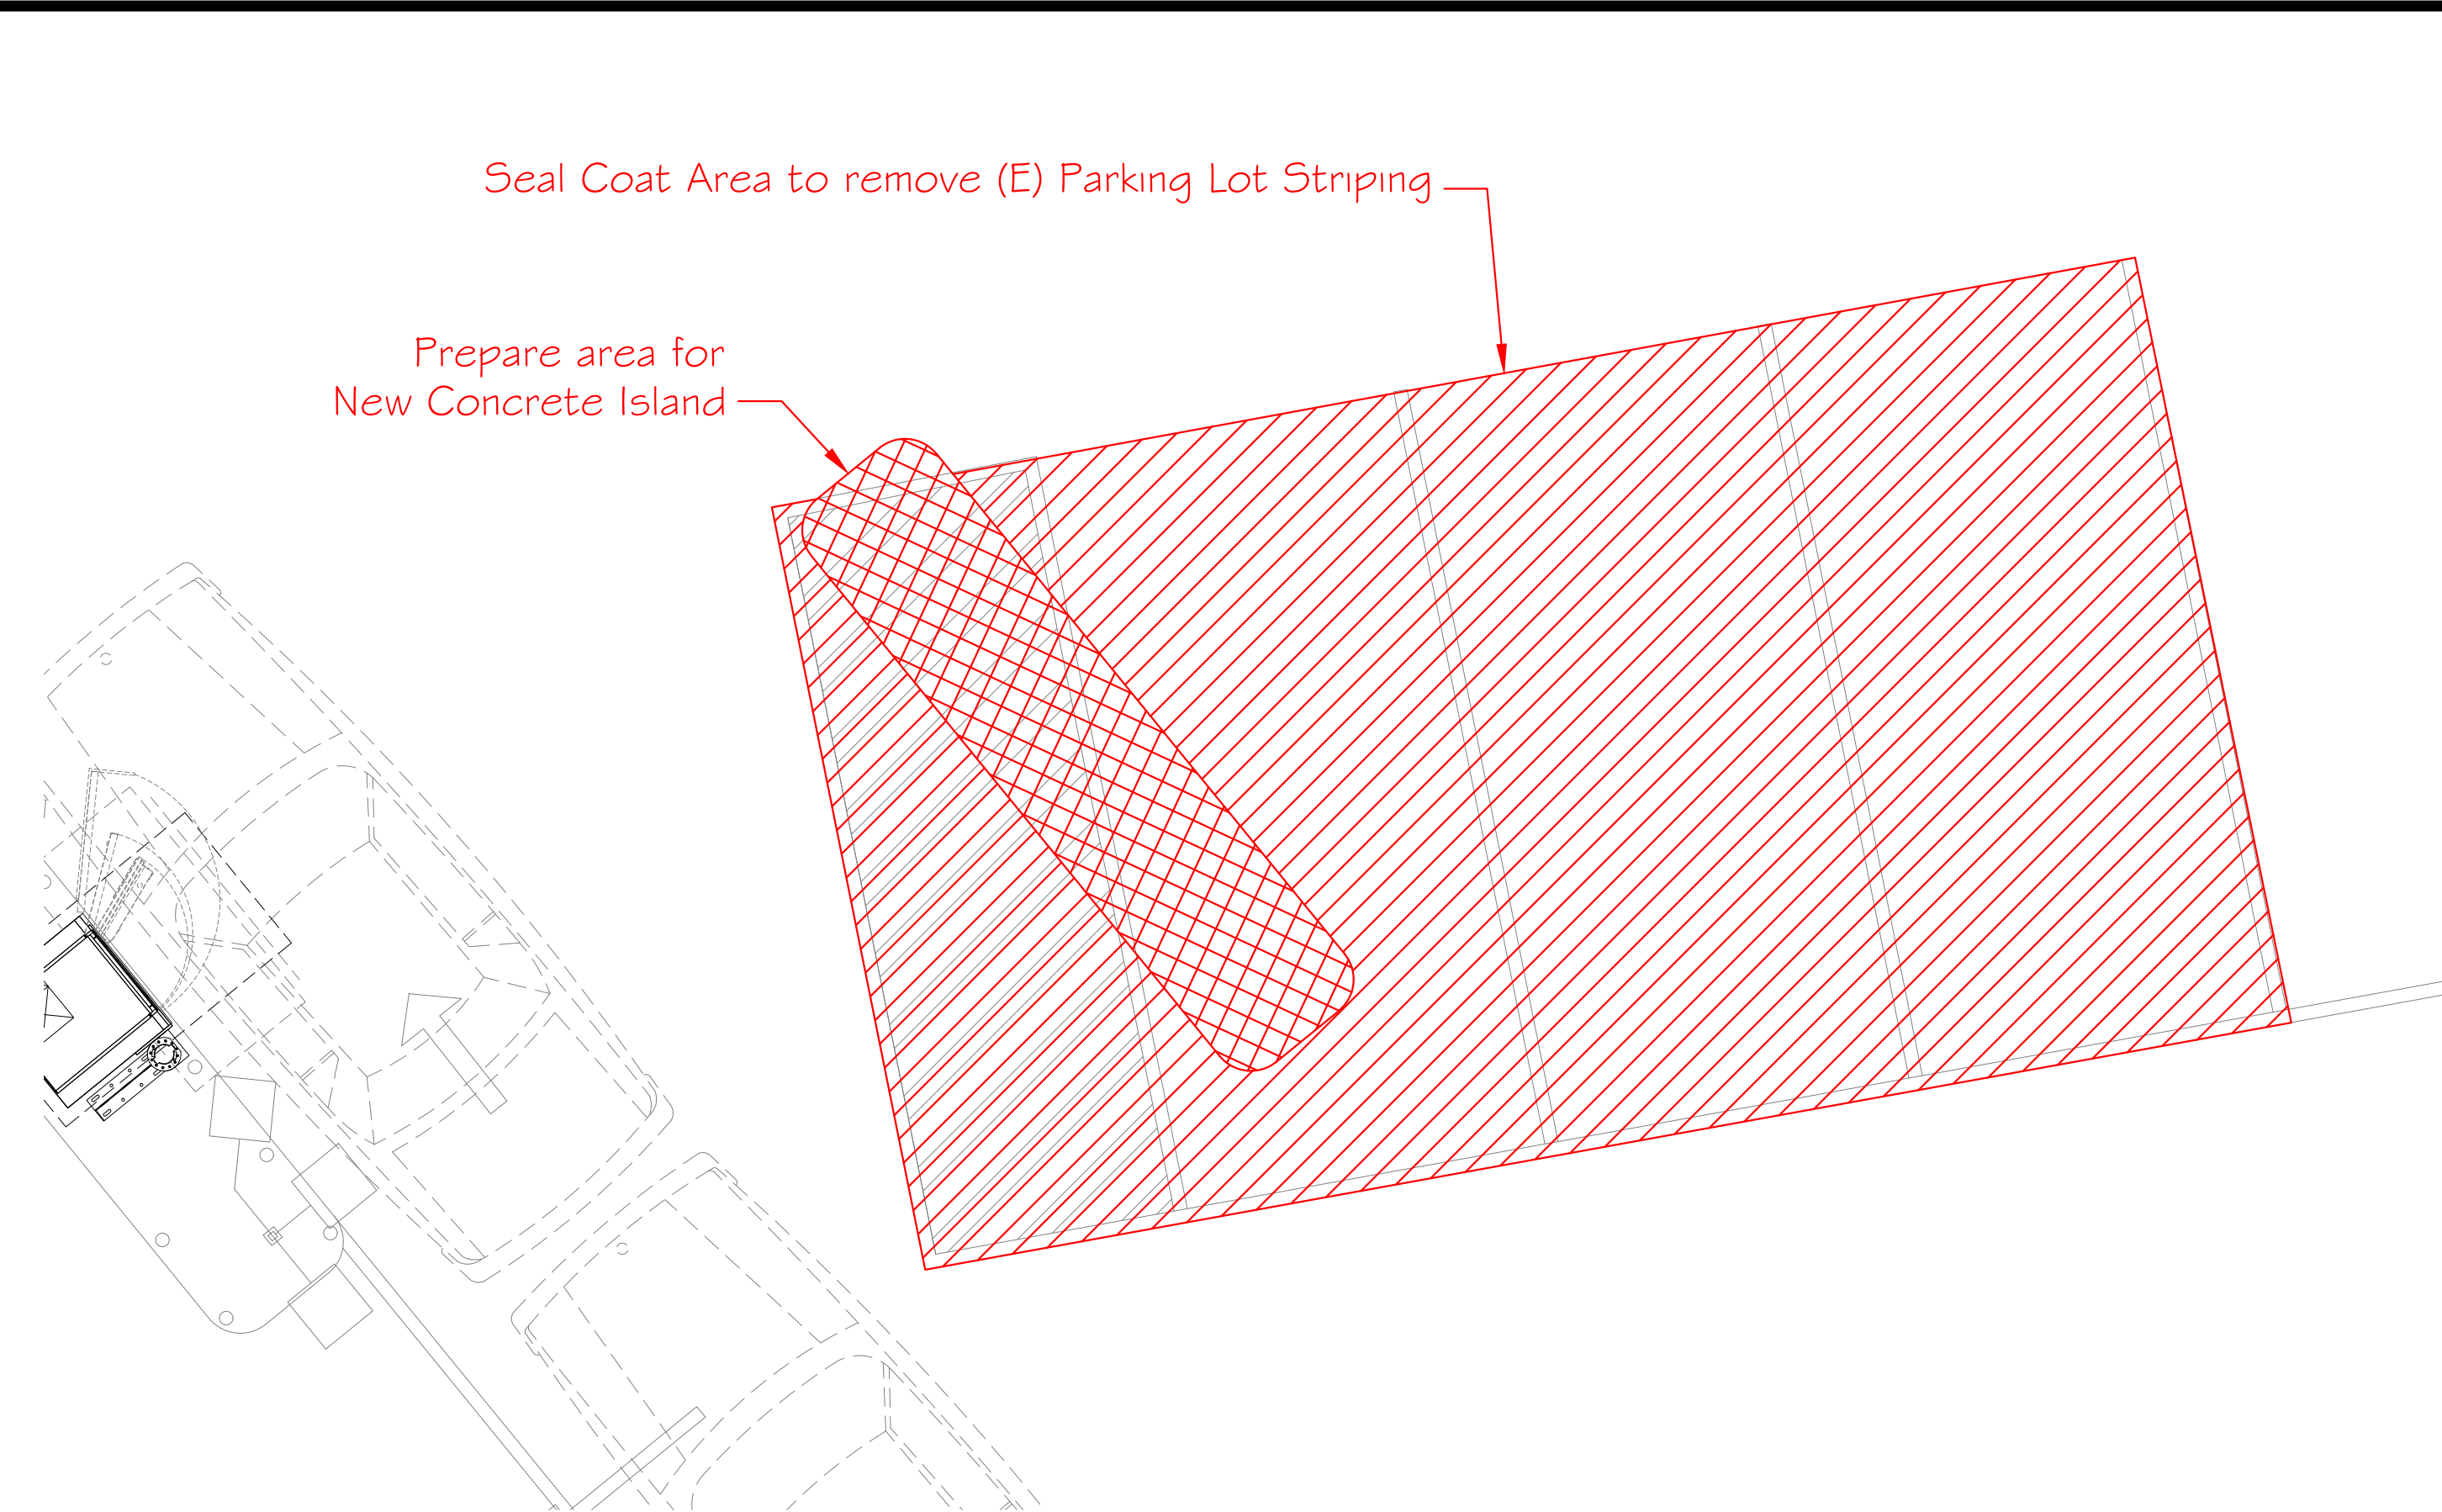 Seal Coat Area to remove (E) Parking Lot Striping
Prepare area for
New Concrete Island